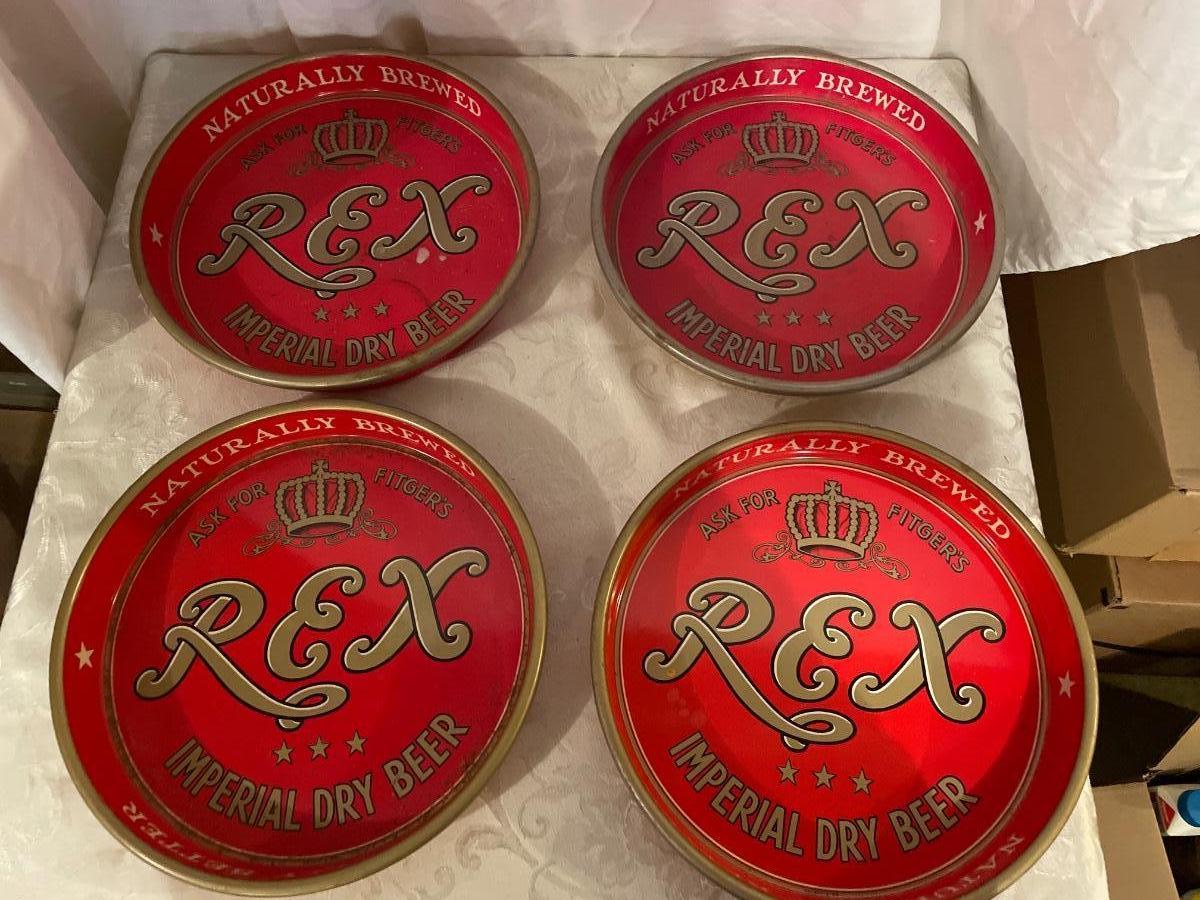 NATURALLY BREWED
ASK FOR FITGER'S
REX
IMPERIAL DRY BEER
NATURALLY BREWED
ASK FOR FITGER'S
REX
IMPERIAL DRY BEER
NATURALLY BREWED
ASK FOR FITGER'S
REX
IMPERIAL DRY BEER
BETTER
NATURALLY BREWED
ASK FOR FITGER'S
REX
IMPERIAL DRY BEER